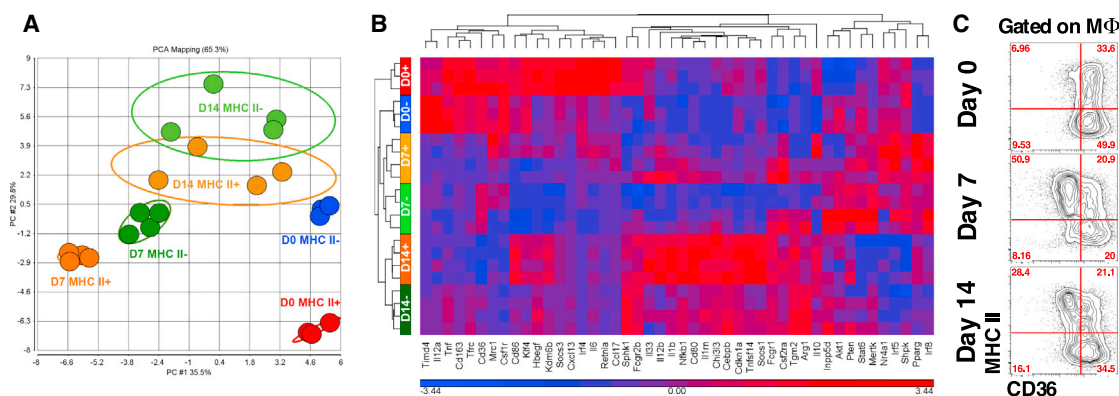 A
PCA Mapping (65.3%)
9
7.3
5.6
3.9
2.2
0.5
-1.2
-2.9
-4.6
-6.3
-8
PC #2 29.8%
-8
-6.6
-5.2
-3.8
-2.4
-1
0.4
1.8
3.2
4.6
6
PC #1 35.5%
D14 MHC II-
D14 MHC II+
D7 MHC II-
D7 MHC II+
D0 MHC II-
D0 MHC II+
B
D0+
D0-
D7+
D7-
D14+
D14-
Timd4
Il12a
Tnf
Cd163
Tfrc
Cd36
Mrc1
Csf1r
Cd86
Klf4
Hbegf
Kdm6b
Socs3
Cxcl13
Irf4
Il6
Retnla
Ccl17
Sphk1
Fcgr2b
Il33
Il12b
Il1b
Nfkb1
Cd80
Il1rn
Chi3l3
Cebpb
Cdkn1a
Tnfsf14
Socs1
Fcgr1
Csf2ra
Tgm2
Arg1
Il10
Inpp5d
Akt1
Pten
Stat6
Mertk
Nr4a1
Irf5
Shpk
Pparg
Irf8
-3.44
0.00
3.44
C
Gated on MΦ
Day 0
6.96
33.6
9.53
49.9
Day 7
50.9
20.9
8.16
20
Day 14
28.4
21.1
16.1
34.5
MHC II
CD36